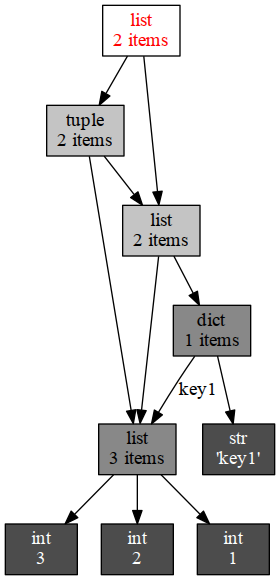 list
2 items
tuple
2 items
list
2 items
dict
1 items
key1
list
3 items
str
'key1'
int
3
int
2
int
1